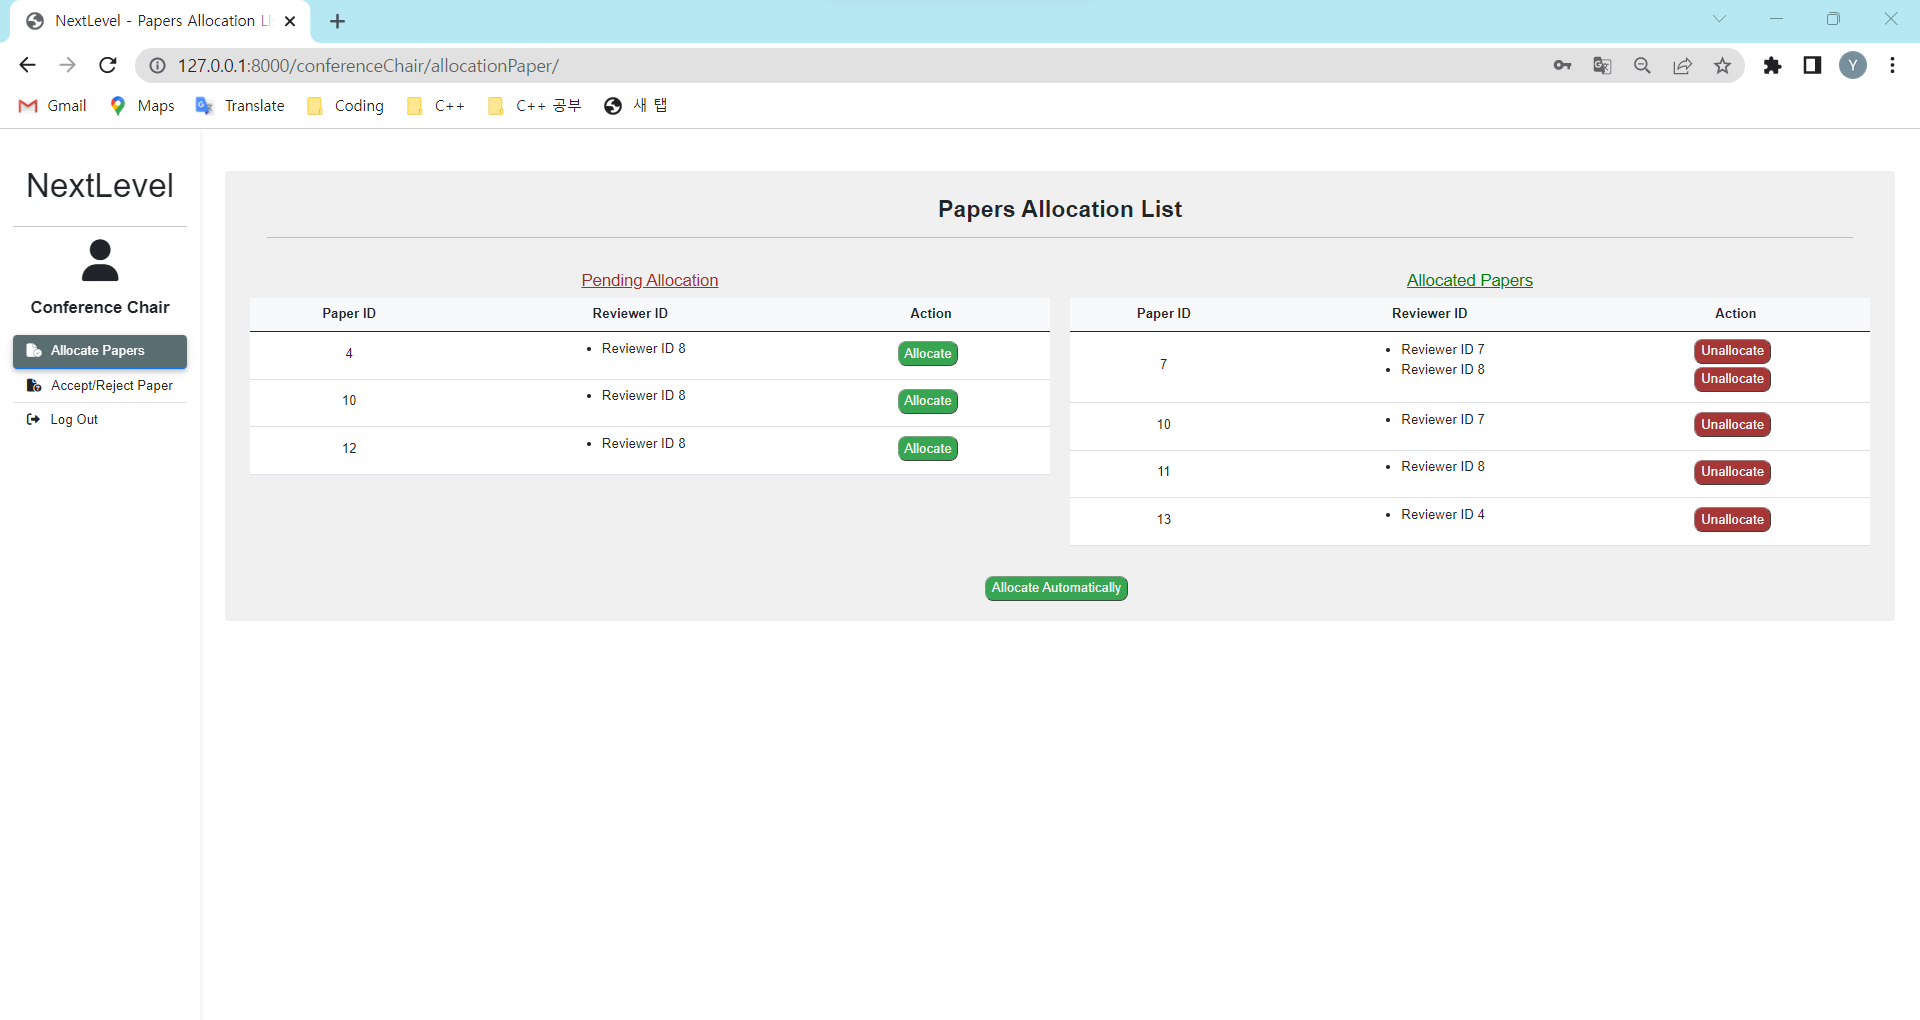 NextLevel - Papers Allocation Li
127.0.0.1:8000/conferenceChair/allocationPaper/
Y
Gmail
Maps
Translate
Coding
C++
C++ 공부
새 탭
NextLevel
Conference Chair
Allocate Papers
Accept/Reject Paper
Log Out
Papers Allocation List
Pending Allocation
Paper ID Reviewer ID Action
4 • Reviewer ID 8 Allocate
10 • Reviewer ID 8 Allocate
12 • Reviewer ID 8 Allocate
Allocated Papers
Paper ID Reviewer ID Action
7 • Reviewer ID 7 Unallocate
• Reviewer ID 8 Unallocate
10 • Reviewer ID 7 Unallocate
11 • Reviewer ID 8 Unallocate
13 • Reviewer ID 4 Unallocate
Allocate Automatically